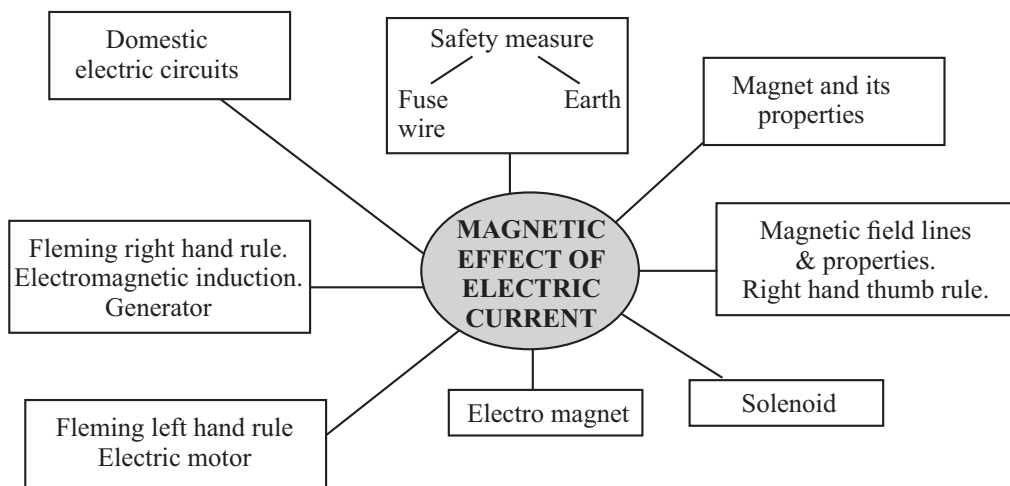 Domestic
electric circuits
Safety measure
Fuse
wire
Earth
Magnet and its
properties
MAGNETIC
EFFECT OF
ELECTRIC
CURRENT
Fleming right hand rule.
Electromagnetic induction.
Generator
Magnetic field lines
& properties.
Right hand thumb rule.
Fleming left hand rule
Electric motor
Electro magnet
Solenoid